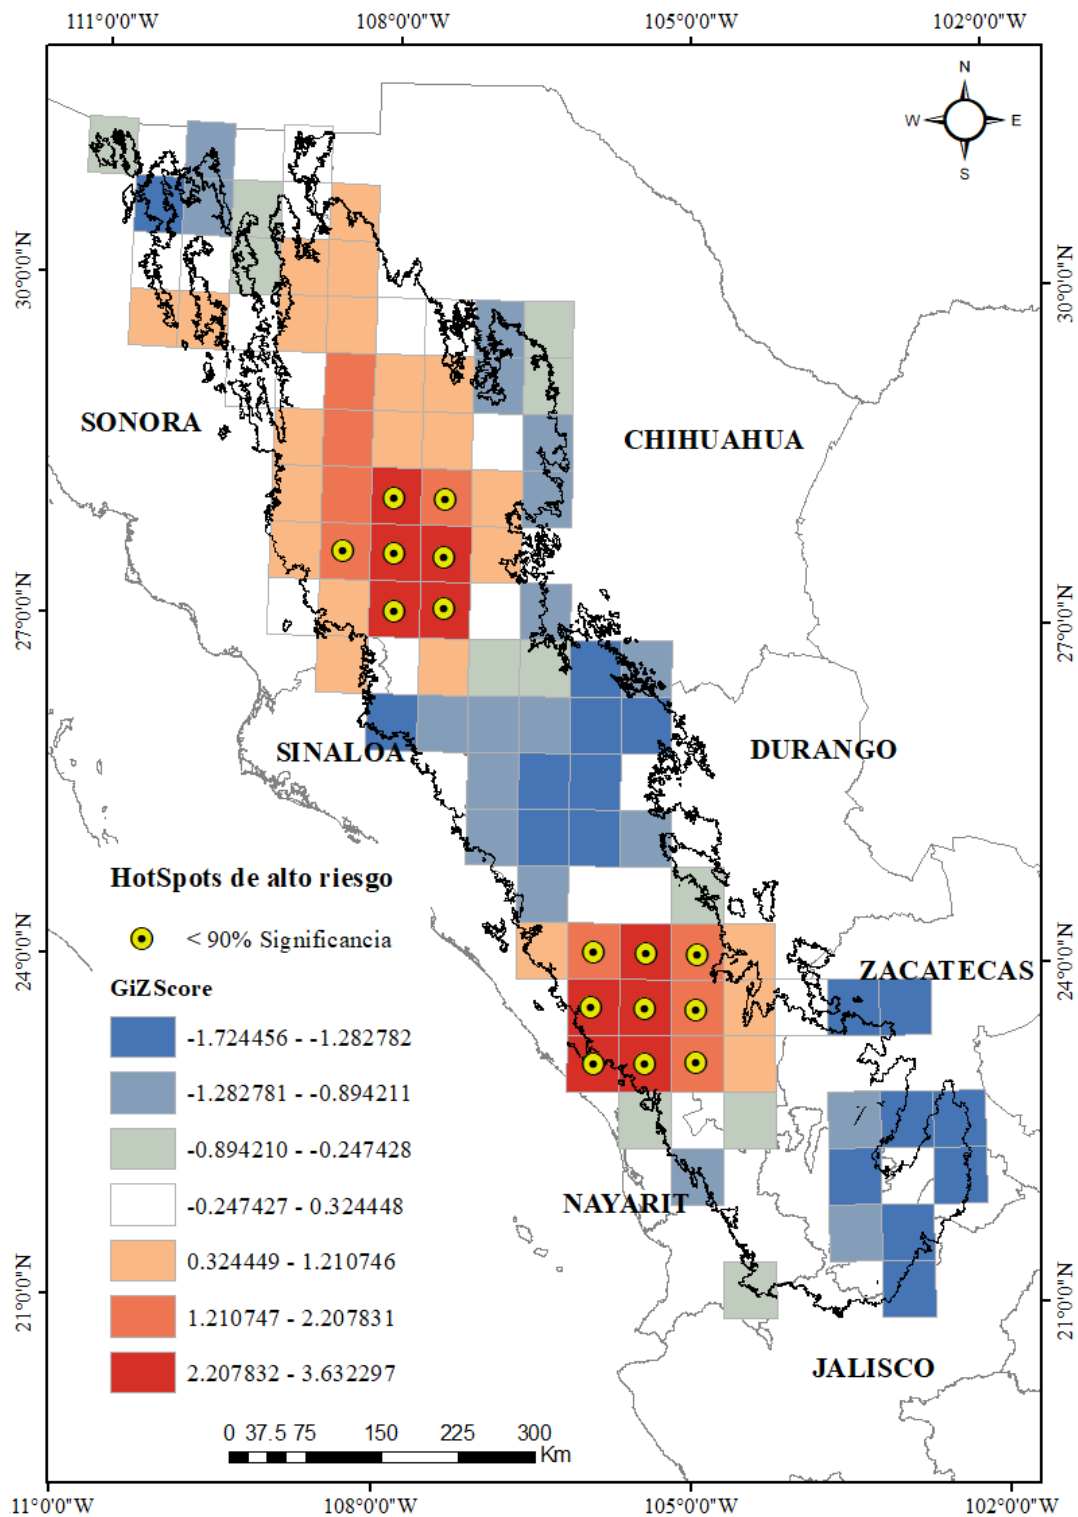 111°0'0"W 108°0'0"W 105°0'0"W 102°0'0"W
N
W E
S
30°0'0"N 30°0'0"N
SONORA
CHIHUAHUA
27°0'0"N 27°0'0"N
SINALOA
DURANGO
HotSpots de alto riesgo
< 90% Significancia
24°0'0"N 24°0'0"N
ZACATECAS
GiZScore
-1.724456 - -1.282782
-1.282781 - -0.894211
-0.894210 - -0.247428
-0.247427 - 0.324448
NAYARIT
0.324449 - 1.210746
21°0'0"N 21°0'0"N
1.210747 - 2.207831
2.207832 - 3.632297
JALISCO
0 37.5 75 150 225 300
Km
11°0'0"W 108°0'0"W 105°0'0"W 102°0'0"W